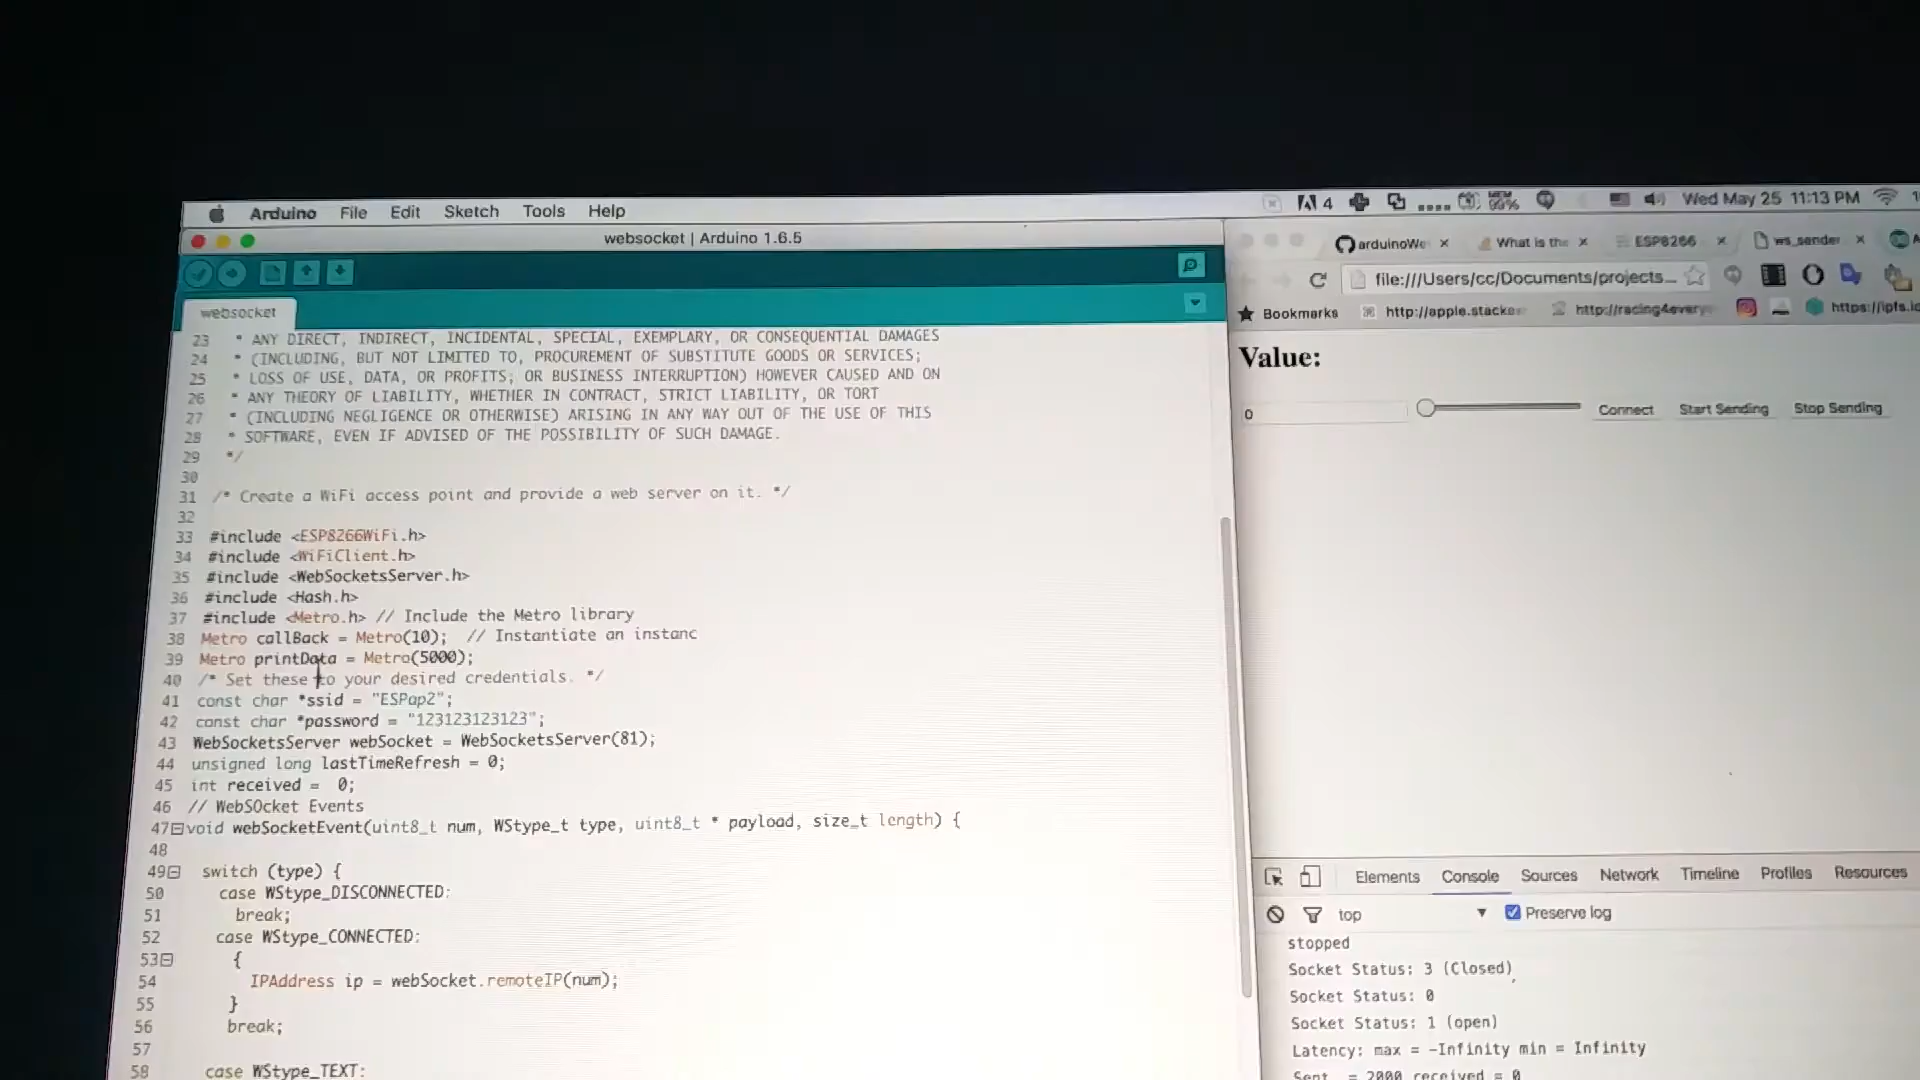 Arduino File Edit Sketch Tools Help
4 Wed May 25 11:13 PM
websocket | Arduino 1.6.5
websocket
23 * ANY DIRECT, INDIRECT, INCIDENTAL, SPECIAL, EXEMPLARY, OR CONSEQUENTIAL DAMAGES
24 * (INCLUDING, BUT NOT LIMITED TO, PROCUREMENT OF SUBSTITUTE GOODS OR SERVICES;
25 * LOSS OF USE, DATA, OR PROFITS; OR BUSINESS INTERRUPTION) HOWEVER CAUSED AND ON
26 * ANY THEORY OF LIABILITY, WHETHER IN CONTRACT, STRICT LIABILITY, OR TORT
27 * (INCLUDING NEGLIGENCE OR OTHERWISE) ARISING IN ANY WAY OUT OF THE USE OF THIS
28 * SOFTWARE, EVEN IF ADVISED OF THE POSSIBILITY OF SUCH DAMAGE.
29 */
30
31 /* Create a WiFi access point and provide a web server on it. */
32
33 #include <ESP8266WiFi.h>
34 #include <WiFiClient.h>
35 #include <WebSocketsServer.h>
36 #include <Hash.h>
37 #include <Metro.h> // Include the Metro library
38 Metro callBack = Metro(10); // Instantiate an instanc
39 Metro printData = Metro(5000);
40 /* Set these to your desired credentials. */
41 const char *ssid = "ESPap2";
42 const char *password = "123123123123";
43 WebSocketsServer webSocket = WebSocketsServer(81);
44 unsigned long lastTimeRefresh = 0;
45 int received = 0;
46 // WebSOcket Events
47 void webSocketEvent(uint8_t num, WStype_t type, uint8_t * payload, size_t length) {
48
49 switch (type) {
50 case WStype_DISCONNECTED:
51 break;
52 case WStype_CONNECTED:
53 {
54 IPAddress ip = webSocket.remoteIP(num);
55 }
56 break;
57
58 case WStype_TEXT:
arduinoWe × What is the × ESP8266 × ws_sender ×
file:///Users/cc/Documents/projects...
Bookmarks http://apple.stacke http://racing4every https://ipfs.io
Value:
0 Connect Start Sending Stop Sending
Elements Console Sources Network Timeline Profiles Resources
top Preserve log
stopped
Socket Status: 3 (Closed)
Socket Status: 0
Socket Status: 1 (open)
Latency: max = -Infinity min = Infinity
Sent = 2000 received = 0